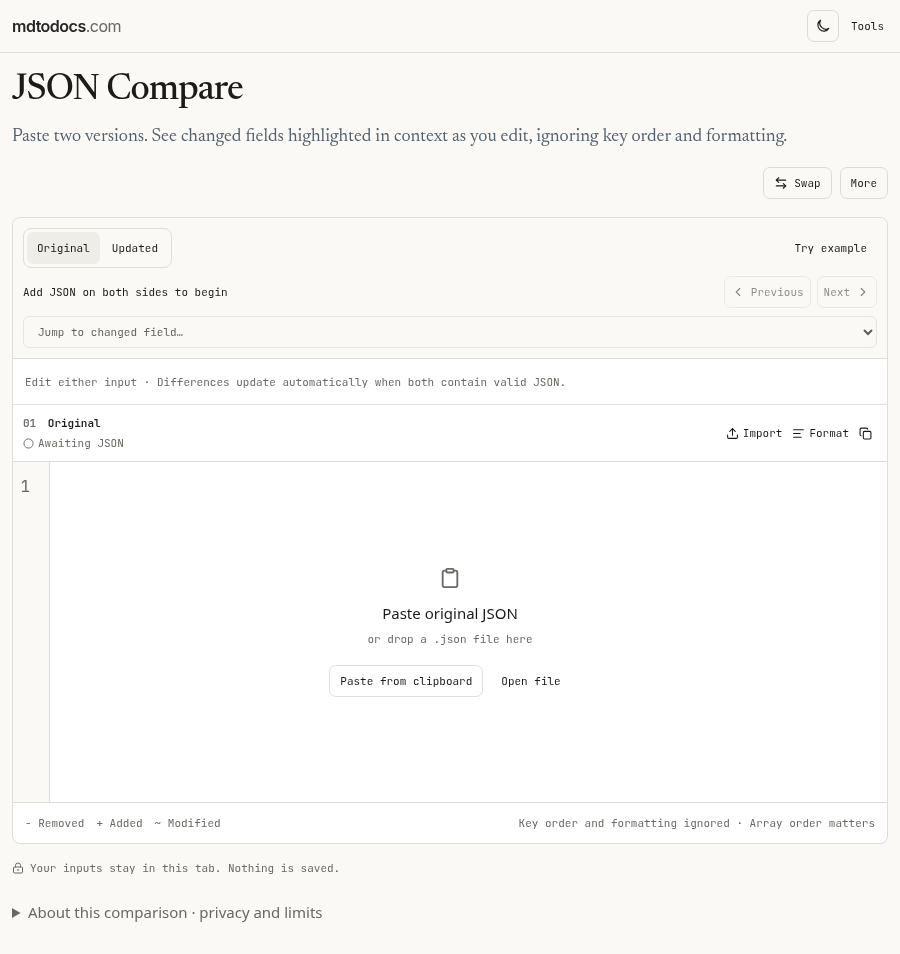 mdtodocs.com
Tools
JSON Compare
Paste two versions. See changed fields highlighted in context as you edit, ignoring key order and formatting.
Swap
More
Original
Updated
Try example
Add JSON on both sides to begin
Previous
Next
Jump to changed field…
Edit either input · Differences update automatically when both contain valid JSON.
01 Original
Awaiting JSON
Import
Format
1
Paste original JSON
or drop a .json file here
Paste from clipboard
Open file
- Removed + Added ~ Modified
Key order and formatting ignored · Array order matters
Your inputs stay in this tab. Nothing is saved.
About this comparison · privacy and limits